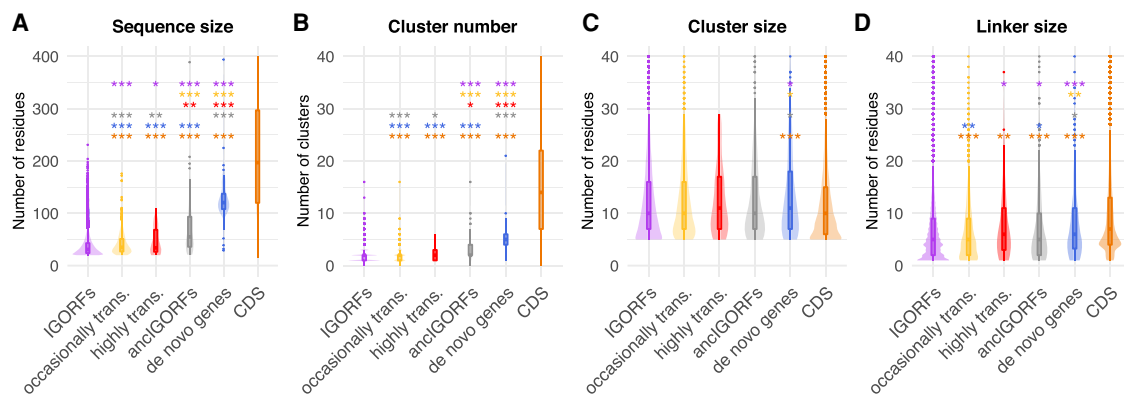 A Sequence size
Number of residues
400
300
200
100
0
*** * *** ***
*** ***
** ***
*** ** ***
*** *** *** ***
*** *** *** ***
IGORFs
occasionally trans.
highly trans.
ancIGORFs
de novo genes
CDS
B Cluster number
Number of clusters
40
30
20
10
0
*** ***
*** ***
* ***
*** * ***
*** *** *** ***
*** *** *** ***
IGORFs
occasionally trans.
highly trans.
ancIGORFs
de novo genes
CDS
C Cluster size
Number of residues
40
30
20
10
0
*
*
*
***
IGORFs
occasionally trans.
highly trans.
ancIGORFs
de novo genes
CDS
D Linker size
Number of residues
40
30
20
10
0
* * ***
**
*
** *
*** ** *** ***
IGORFs
occasionally trans.
highly trans.
ancIGORFs
de novo genes
CDS